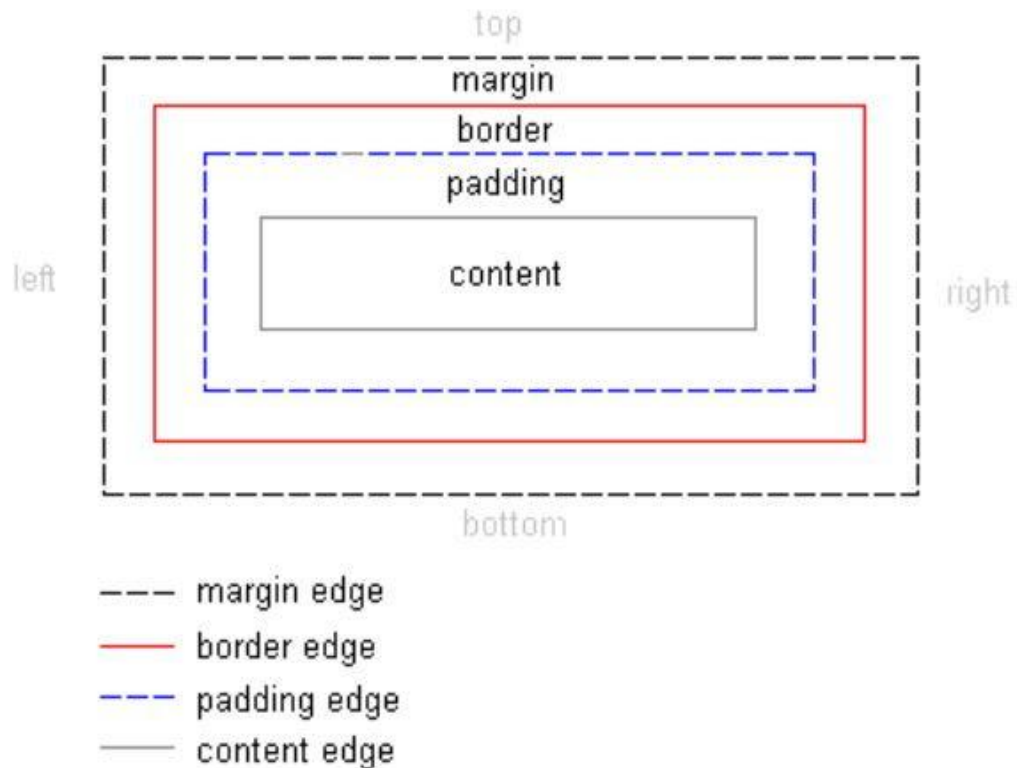 top
margin
border
padding
left
content
right
bottom
margin edge
border edge
padding edge
content edge